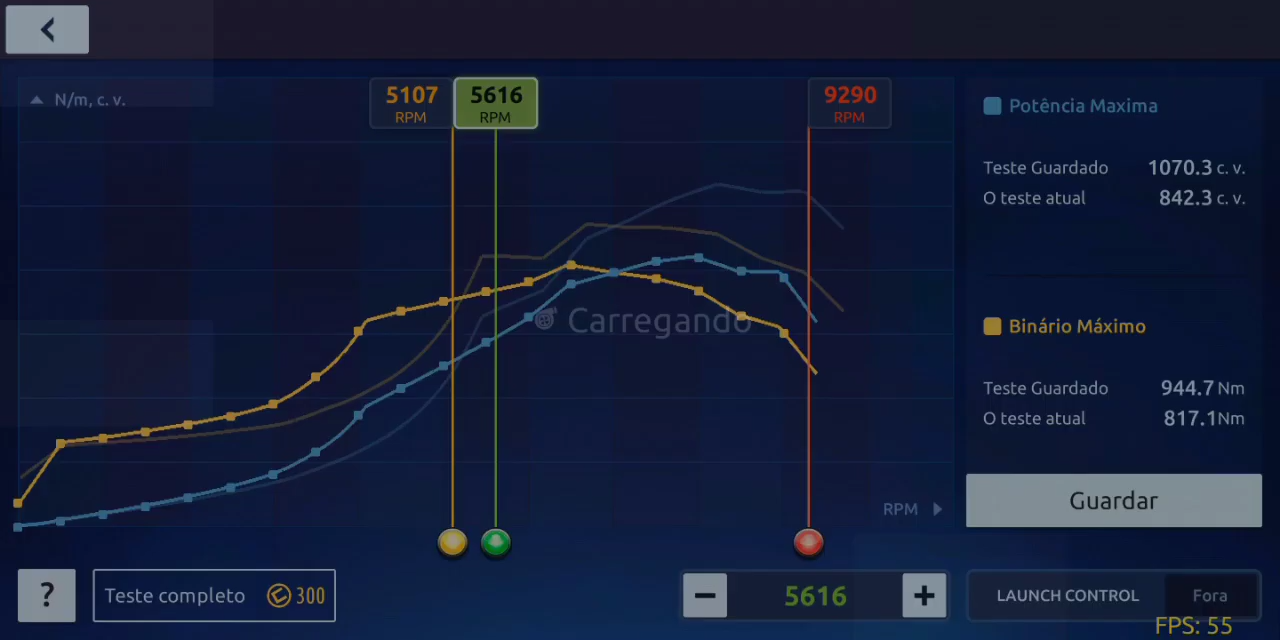 N/m, c. v.
5107
RPM
5616
RPM
9290
RPM
Potência Maxima
Teste Guardado 1070.3 c. v.
O teste atual 842.3 c. v.
Carregando
Binário Máximo
Teste Guardado 944.7 Nm
O teste atual 817.1Nm
RPM
Guardar
? Teste completo 300
− 5616 +
LAUNCH CONTROL Fora
FPS: 55